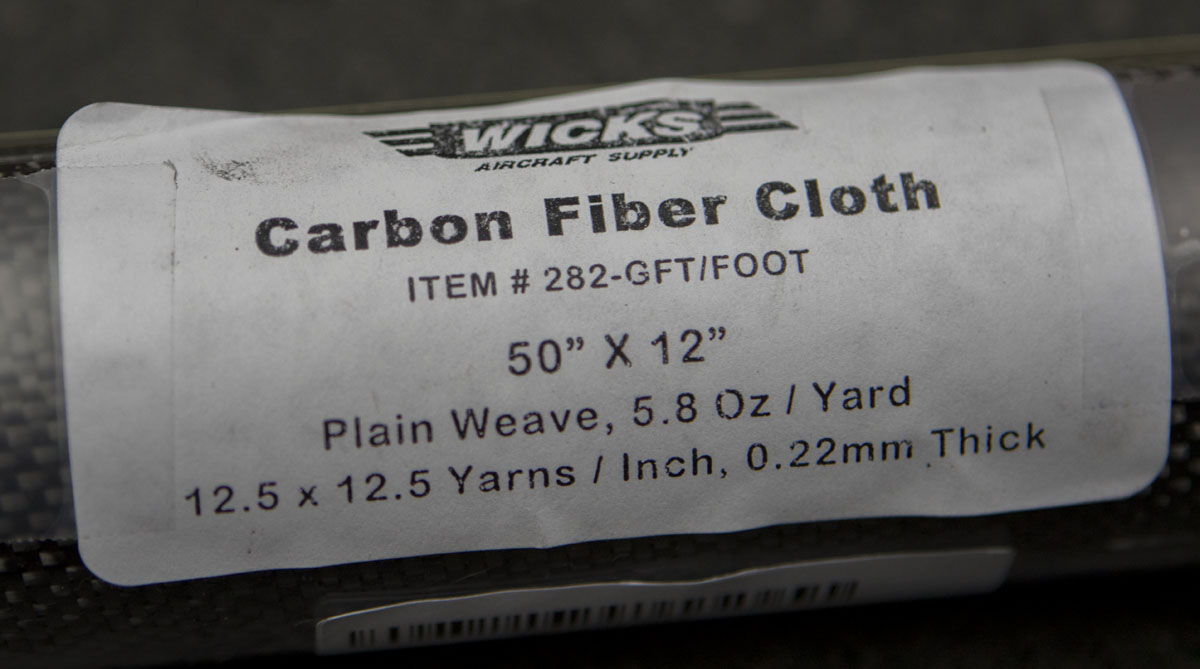 WICKS
AIRCRAFT SUPPLY
Carbon Fiber Cloth
ITEM # 282-GFT/FOOT
50” X 12”
Plain Weave, 5.8 Oz / Yard
12.5 x 12.5 Yarns / Inch, 0.22mm Thick